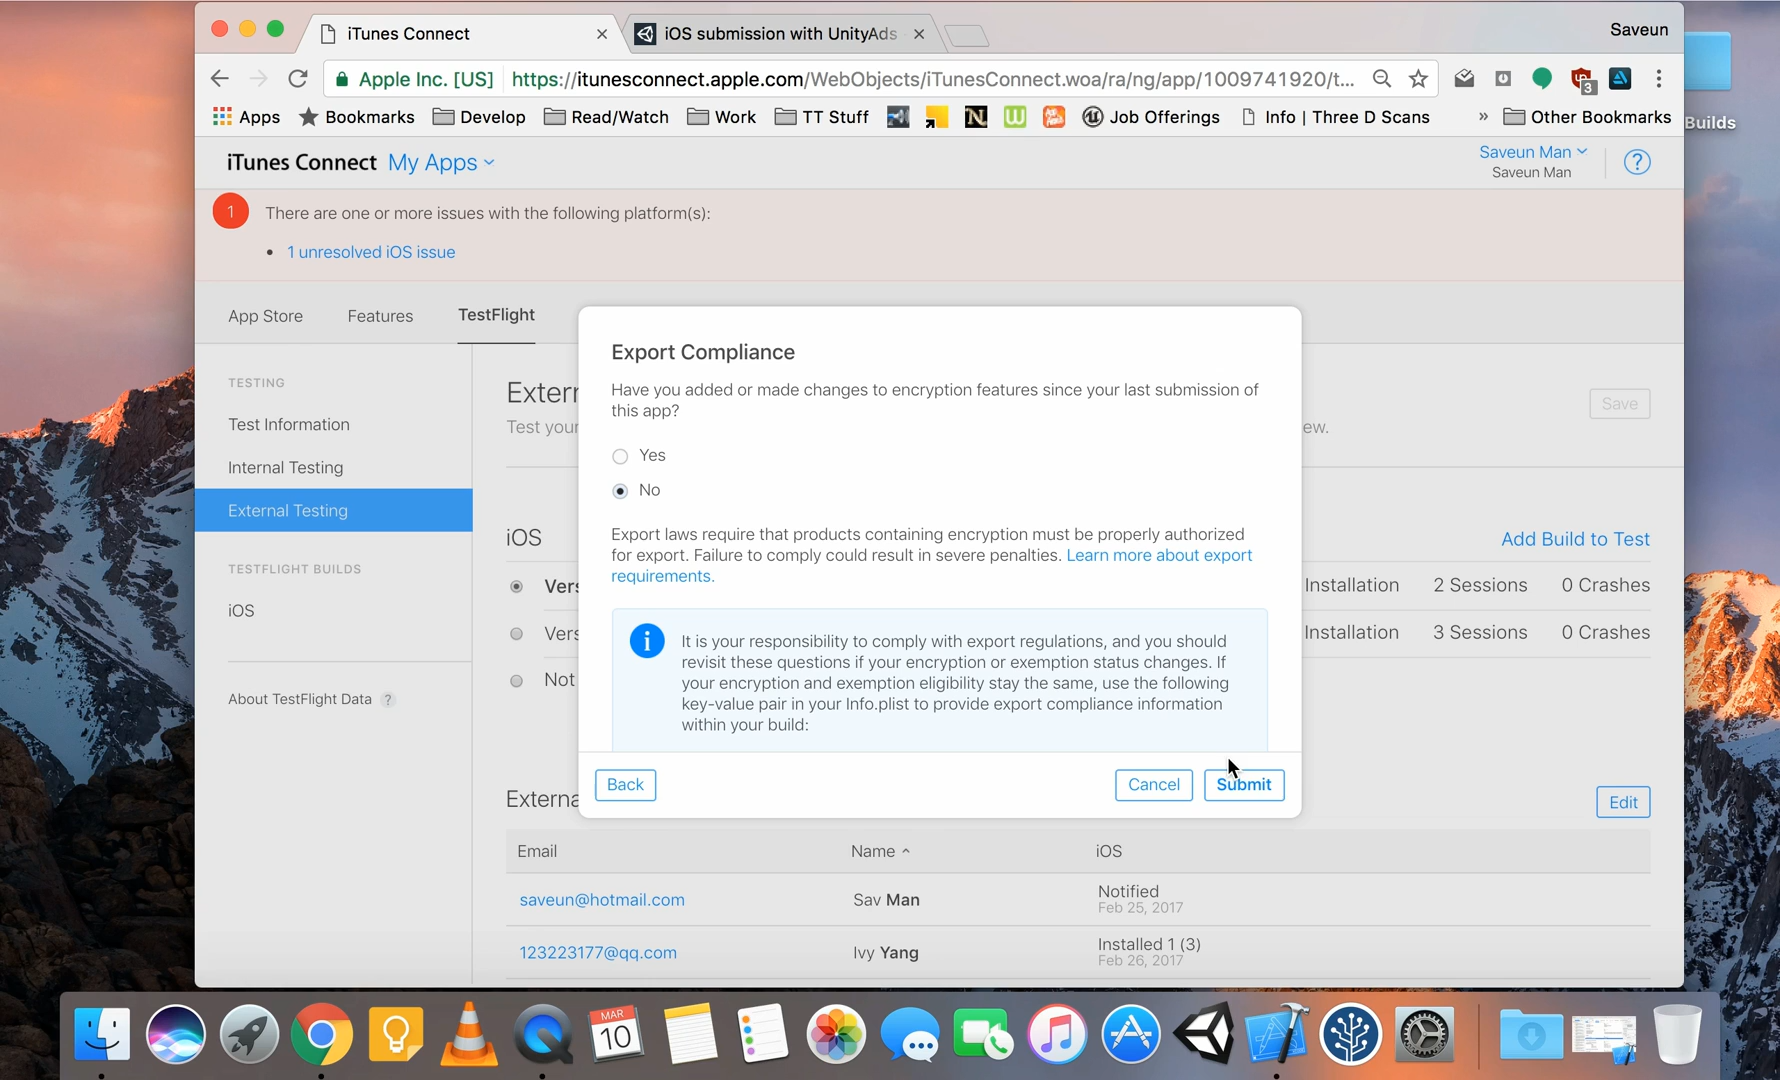 iTunes Connect
iOS submission with UnityAds
Saveun
Apple Inc. [US]
https://itunesconnect.apple.com/WebObjects/iTunesConnect.woa/ra/ng/app/1009741920/t...
3
Apps
Bookmarks
Develop
Read/Watch
Work
TT Stuff
Job Offerings
Info | Three D Scans
»
Other Bookmarks
Builds
iTunes Connect My Apps
Saveun Man
Saveun Man
?
1
There are one or more issues with the following platform(s):
• 1 unresolved iOS issue
App Store
Features
TestFlight
TESTING
Test Information
Internal Testing
External Testing
TESTFLIGHT BUILDS
iOS
About TestFlight Data ?
Extern
Test your
ew.
Save
iOS
Add Build to Test
Vers
Installation 2 Sessions 0 Crashes
Vers
Installation 3 Sessions 0 Crashes
Not
Export Compliance
Have you added or made changes to encryption features since your last submission of
this app?
Yes
No
Export laws require that products containing encryption must be properly authorized
for export. Failure to comply could result in severe penalties. Learn more about export
requirements.
i
It is your responsibility to comply with export regulations, and you should
revisit these questions if your encryption or exemption status changes. If
your encryption and exemption eligibility stay the same, use the following
key-value pair in your Info.plist to provide export compliance information
within your build:
Back
Cancel
Submit
Externa
Edit
Email
Name
iOS
saveun@hotmail.com
Sav Man
Notified
Feb 25, 2017
123223177@qq.com
Ivy Yang
Installed 1 (3)
Feb 26, 2017
MAR
10